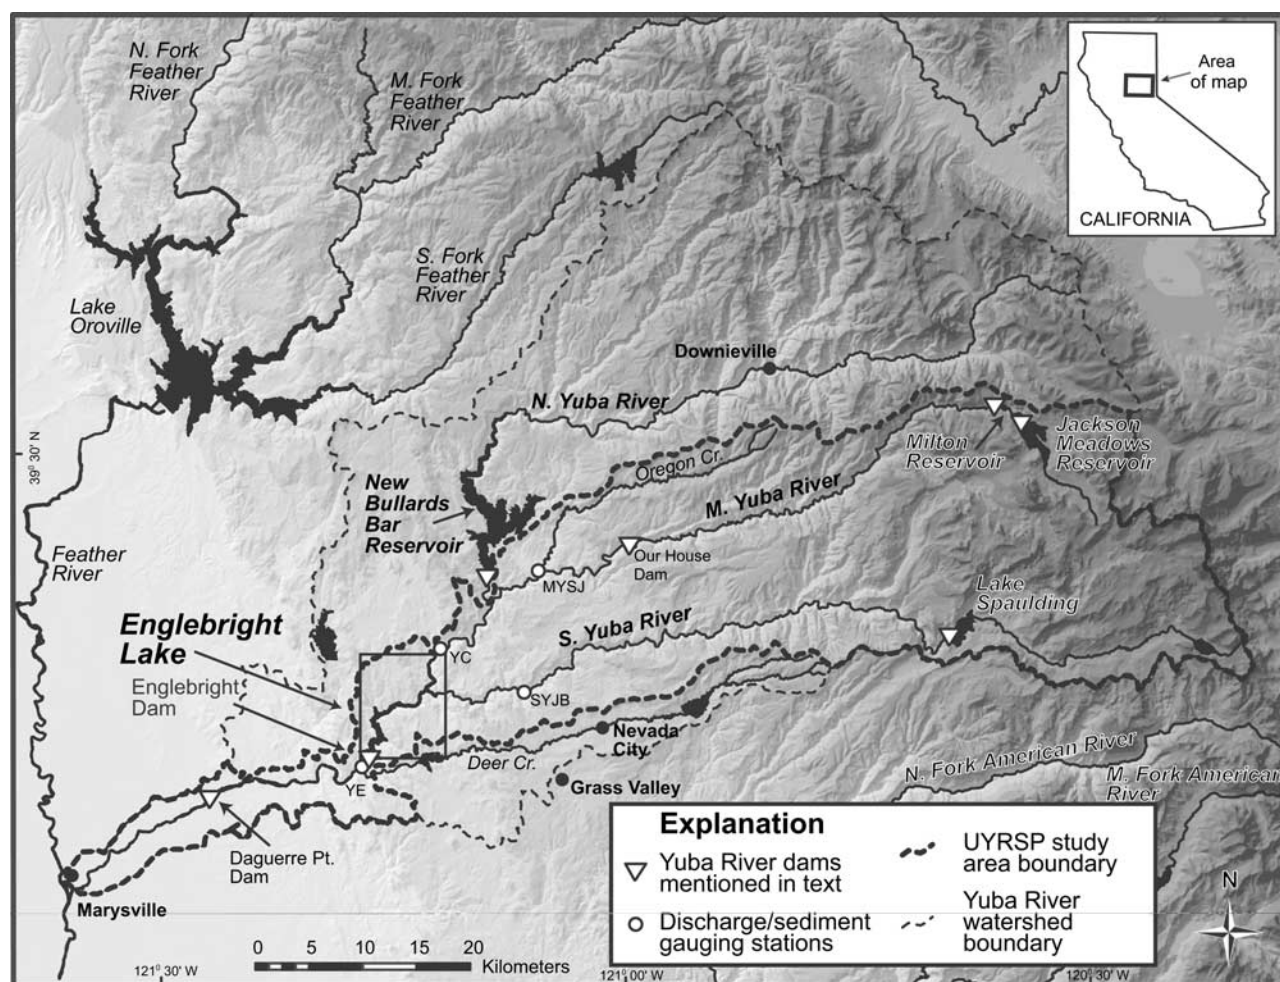 N. Fork
Feather
River
M. Fork
Feather
River
Area
of map
CALIFORNIA
S. Fork
Feather
River
Lake
Oroville
Downieville
N. Yuba River
39° 30' N
Oregon Cr.
Milton
Reservoir
Jackson
Meadows
Reservoir
New
Bullards
Bar
Reservoir
M. Yuba River
Feather
River
Our House
Dam
MYSJ
Lake
Spaulding
S. Yuba River
Englebright
Lake
YC
Englebright
Dam
SYJB
Nevada
City
Deer Cr.
N. Fork American River
M. Fork American
River
YE
Grass Valley
Daguerre Pt.
Dam
Marysville
Explanation
Yuba River dams
mentioned in text
Discharge/sediment
gauging stations
UYRSP study
area boundary
Yuba River
watershed
boundary
N
0 5 10 15 20
Kilometers
121° 30' W
121° 00' W
120° 30' W